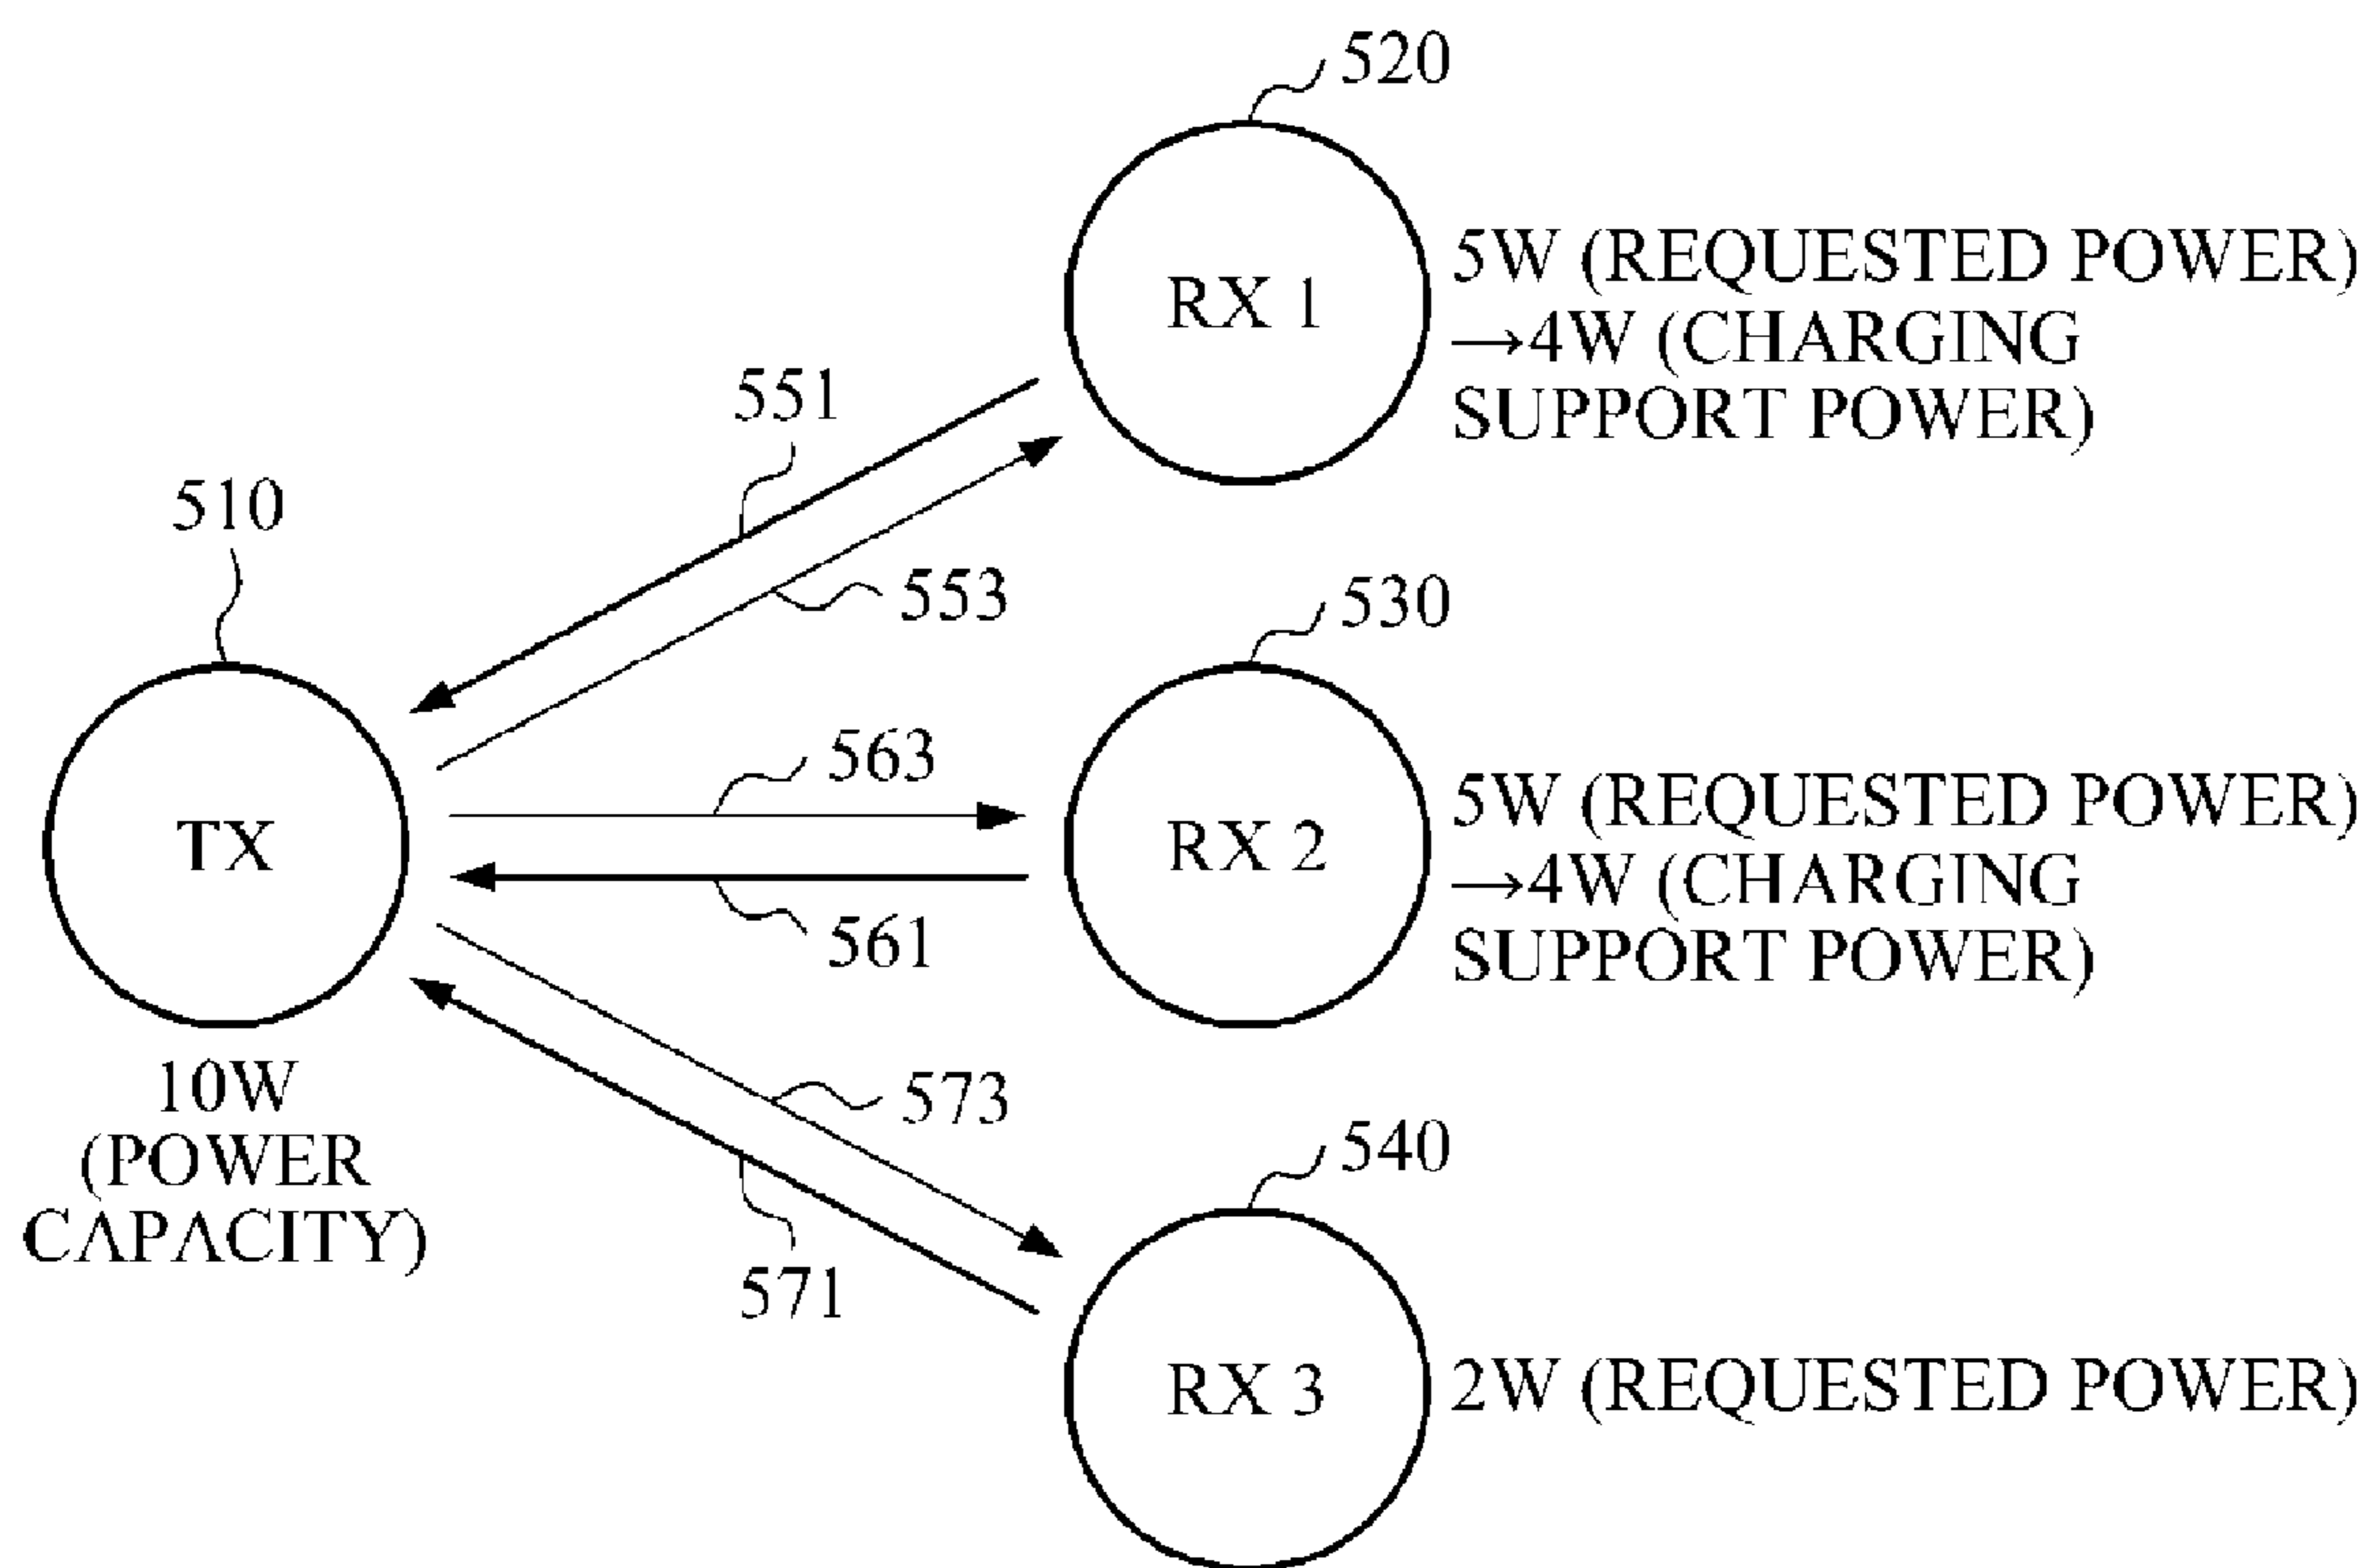 520
RX 1
5W (REQUESTED POWER)
→4W (CHARGING
SUPPORT POWER)
551
553
510
TX
10W
(POWER
CAPACITY)
530
563
RX 2
5W (REQUESTED POWER)
→4W (CHARGING
SUPPORT POWER)
561
573
571
540
RX 3
2W (REQUESTED POWER)